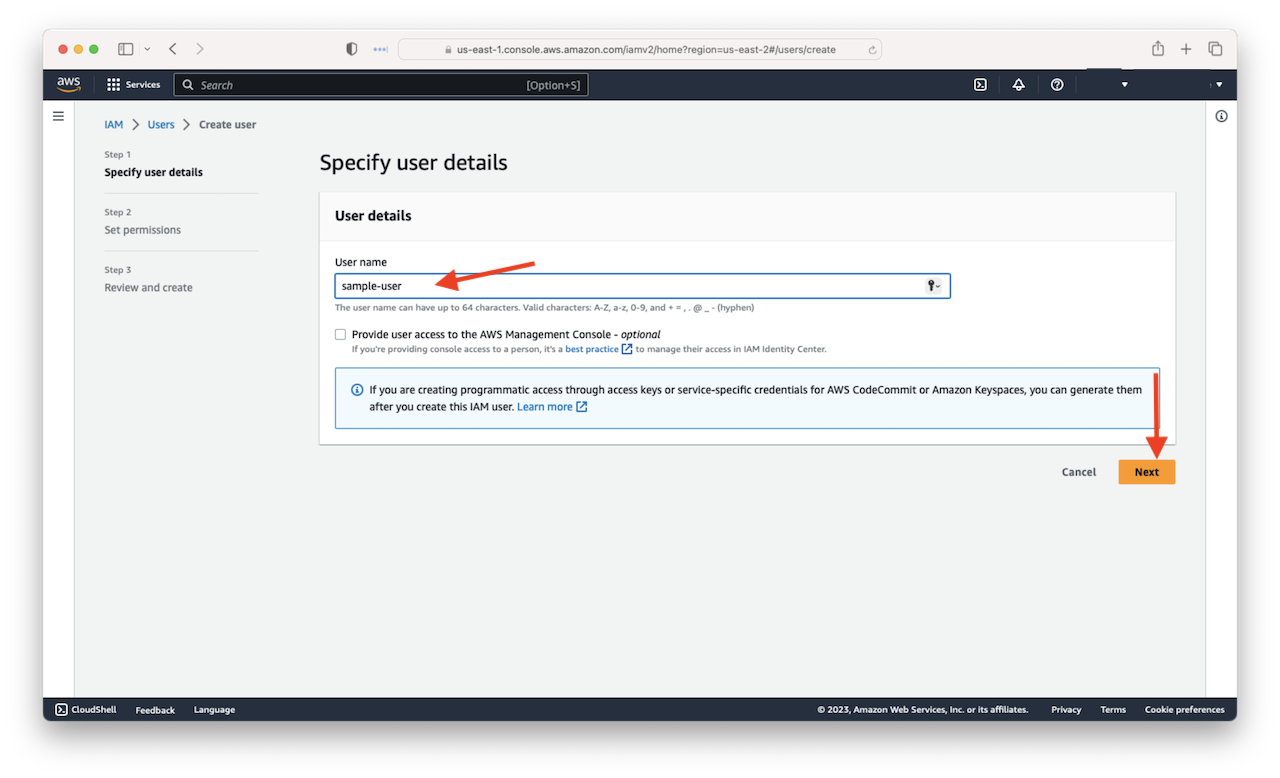 us-east-1.console.aws.amazon.com/iamv2/home?region=us-east-2#/users/create
aws
Services
Search
[Option+S]
IAM > Users > Create user
Step 1
Specify user details
Step 2
Set permissions
Step 3
Review and create
Specify user details
User details
User name
sample-user
The user name can have up to 64 characters. Valid characters: A-Z, a-z, 0-9, and + = , . @ _ - (hyphen)
Provide user access to the AWS Management Console - optional
If you're providing console access to a person, it's a best practice to manage their access in IAM Identity Center.
If you are creating programmatic access through access keys or service-specific credentials for AWS CodeCommit or Amazon Keyspaces, you can generate them
after you create this IAM user. Learn more
Cancel
Next
CloudShell
Feedback
Language
© 2023, Amazon Web Services, Inc. or its affiliates.
Privacy
Terms
Cookie preferences